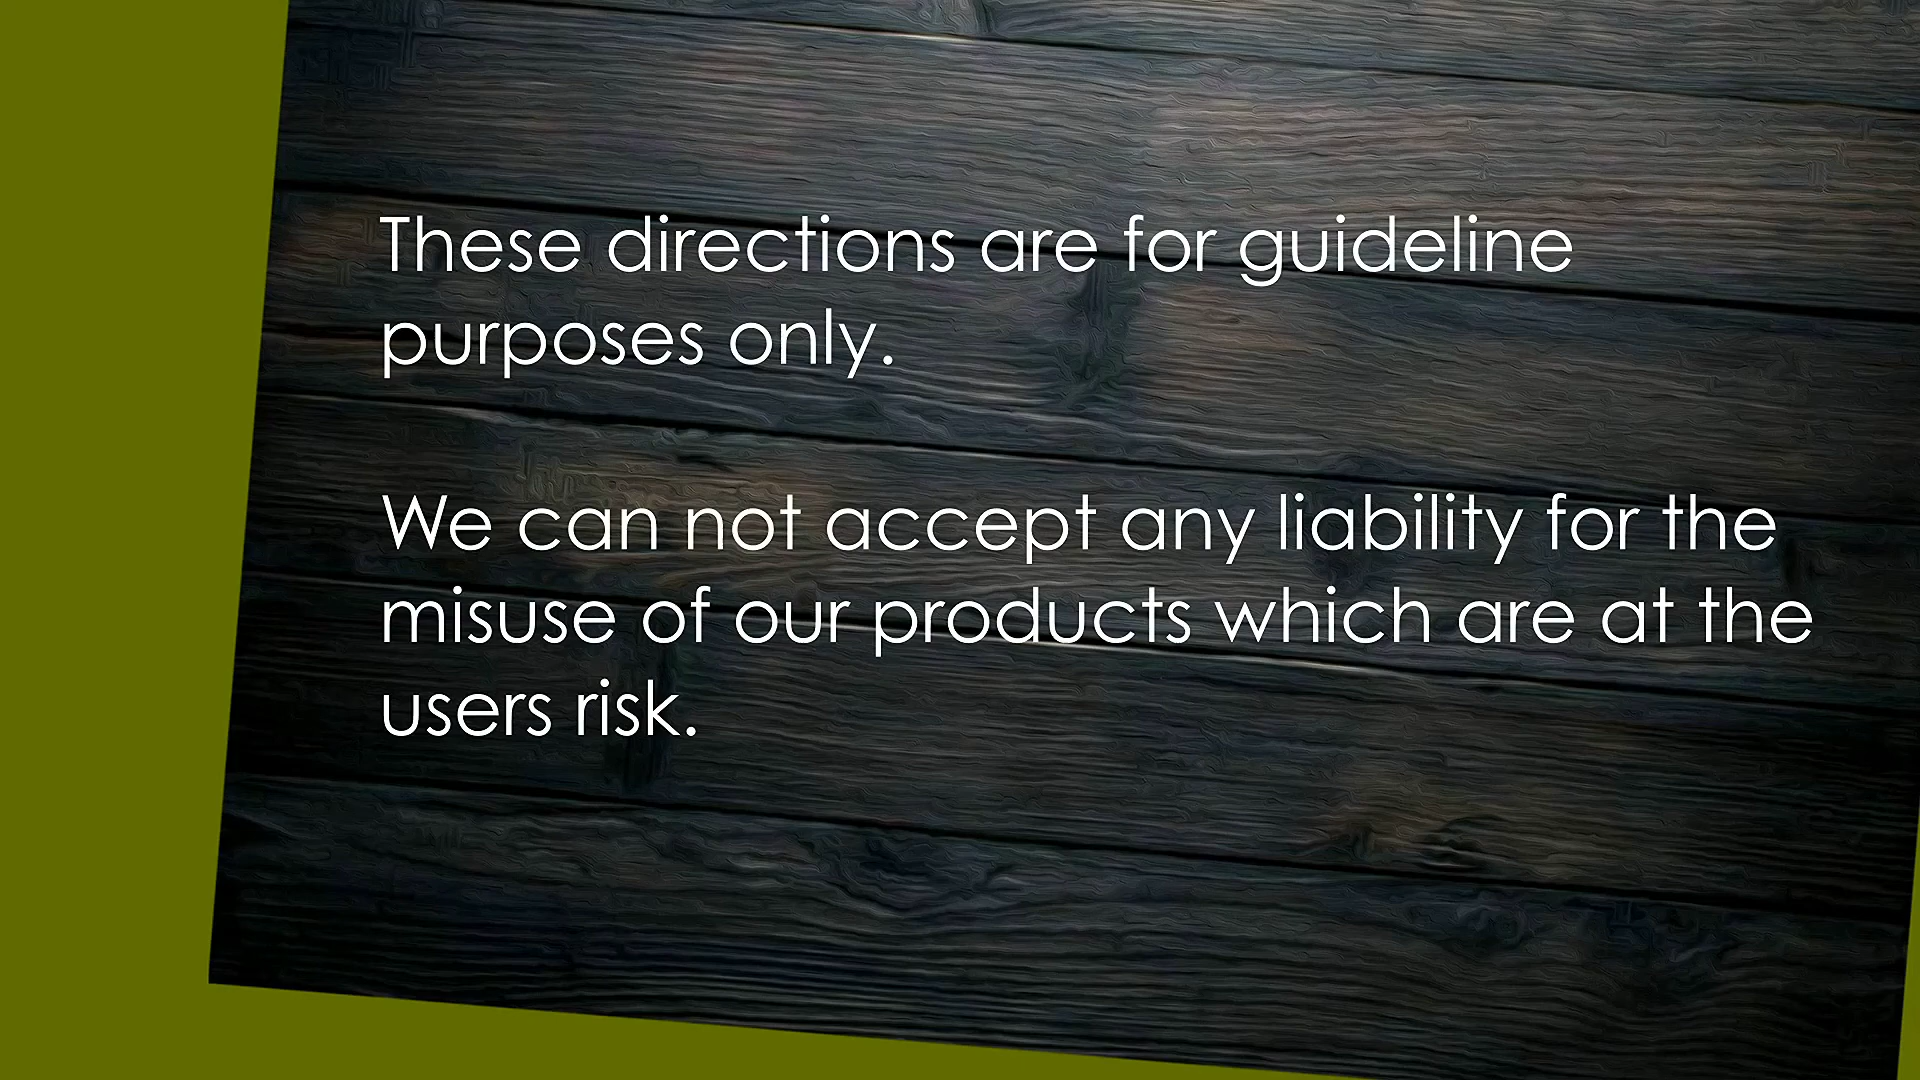 These directions are for guideline
purposes only.
We can not accept any liability for the
misuse of our products which are at the
users risk.